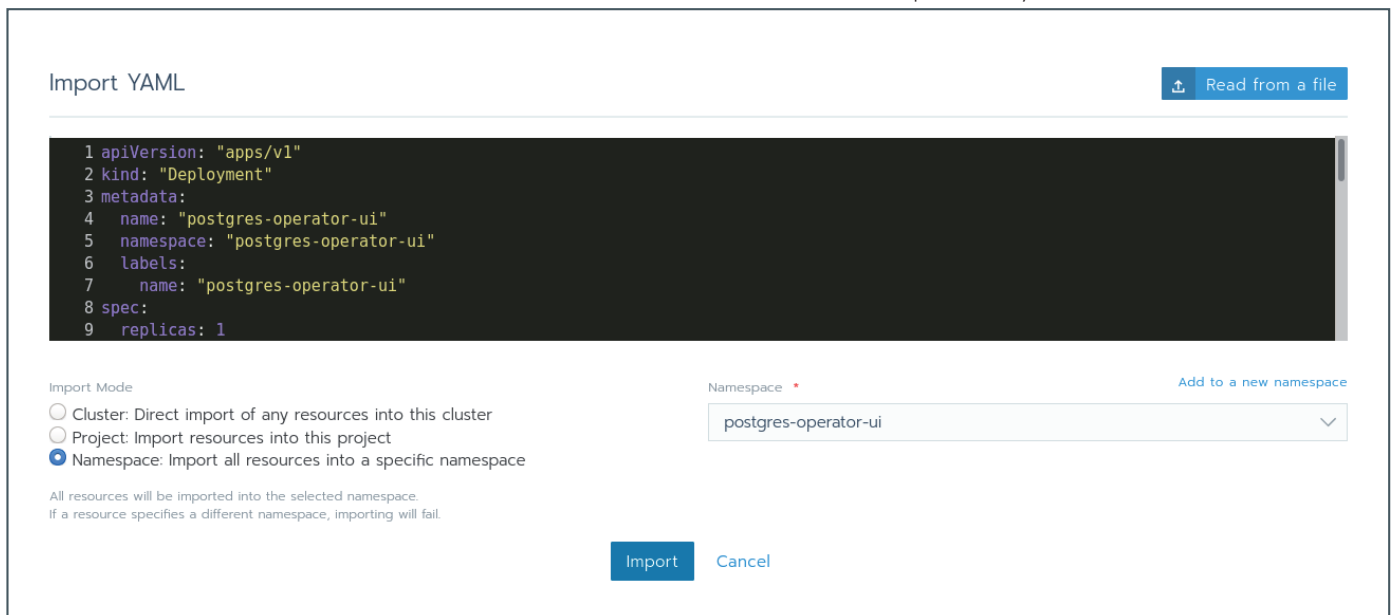 Import YAML
Read from a file
1 apiVersion: "apps/v1"
2 kind: "Deployment"
3 metadata:
4   name: "postgres-operator-ui"
5   namespace: "postgres-operator-ui"
6   labels:
7     name: "postgres-operator-ui"
8 spec:
9   replicas: 1
Import Mode
Cluster: Direct import of any resources into this cluster
Project: Import resources into this project
Namespace: Import all resources into a specific namespace
All resources will be imported into the selected namespace.
If a resource specifies a different namespace, importing will fail.
Namespace *
Add to a new namespace
postgres-operator-ui
Import
Cancel